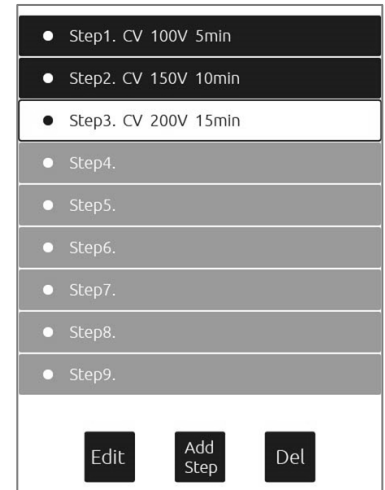 Step1. CV 100V 5min
Step2. CV 150V 10min
Step3. CV 200V 15min
Step4.
Step5.
Step6.
Step7.
Step8.
Step9.
Edit
Add
Step
Del